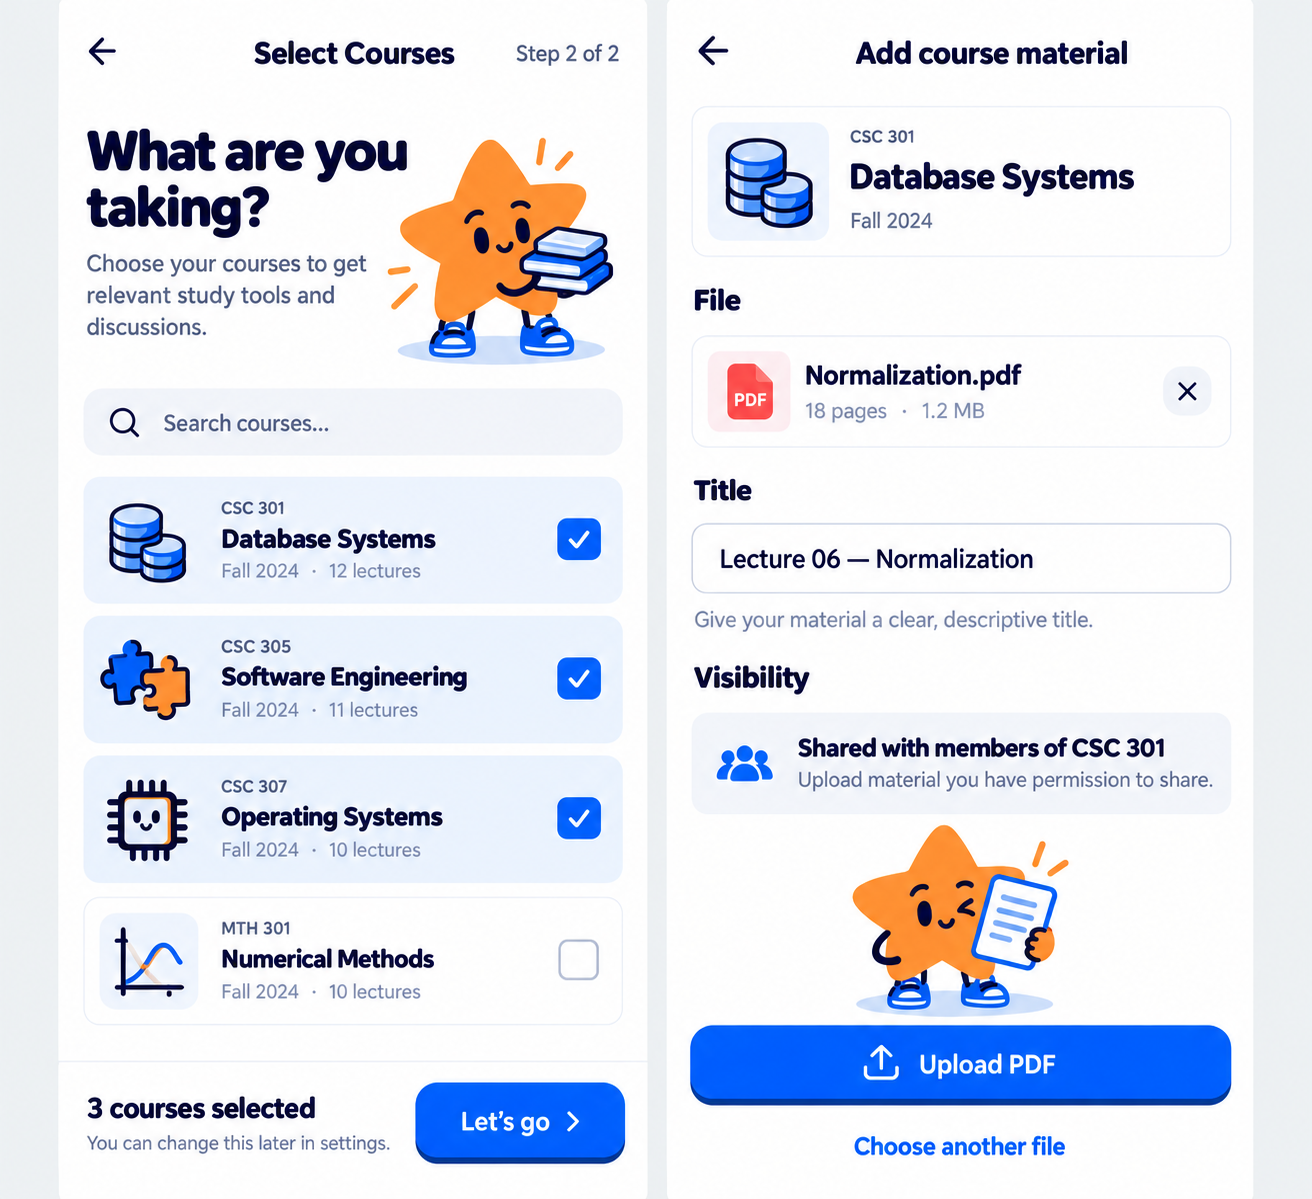 Select Courses
Step 2 of 2
What are you
taking?
Choose your courses to get
relevant study tools and
discussions.
Search courses...
CSC 301
Database Systems
Fall 2024 · 12 lectures
CSC 305
Software Engineering
Fall 2024 · 11 lectures
CSC 307
Operating Systems
Fall 2024 · 10 lectures
MTH 301
Numerical Methods
Fall 2024 · 10 lectures
3 courses selected
You can change this later in settings.
Let's go
Add course material
CSC 301
Database Systems
Fall 2024
File
PDF
Normalization.pdf
18 pages · 1.2 MB
Title
Lecture 06 — Normalization
Give your material a clear, descriptive title.
Visibility
Shared with members of CSC 301
Upload material you have permission to share.
Upload PDF
Choose another file